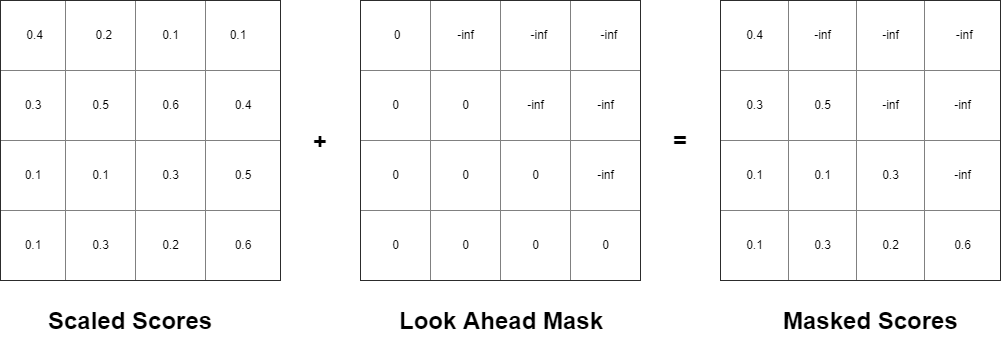 0.4 0.2 0.1 0.1 0 -inf -inf -inf 0.4 -inf -inf -inf
0.3 0.5 0.6 0.4 0 0 -inf -inf 0.3 0.5 -inf -inf
+ =
0.1 0.1 0.3 0.5 0 0 0 -inf 0.1 0.1 0.3 -inf
0.1 0.3 0.2 0.6 0 0 0 0 0.1 0.3 0.2 0.6
Scaled Scores Look Ahead Mask Masked Scores